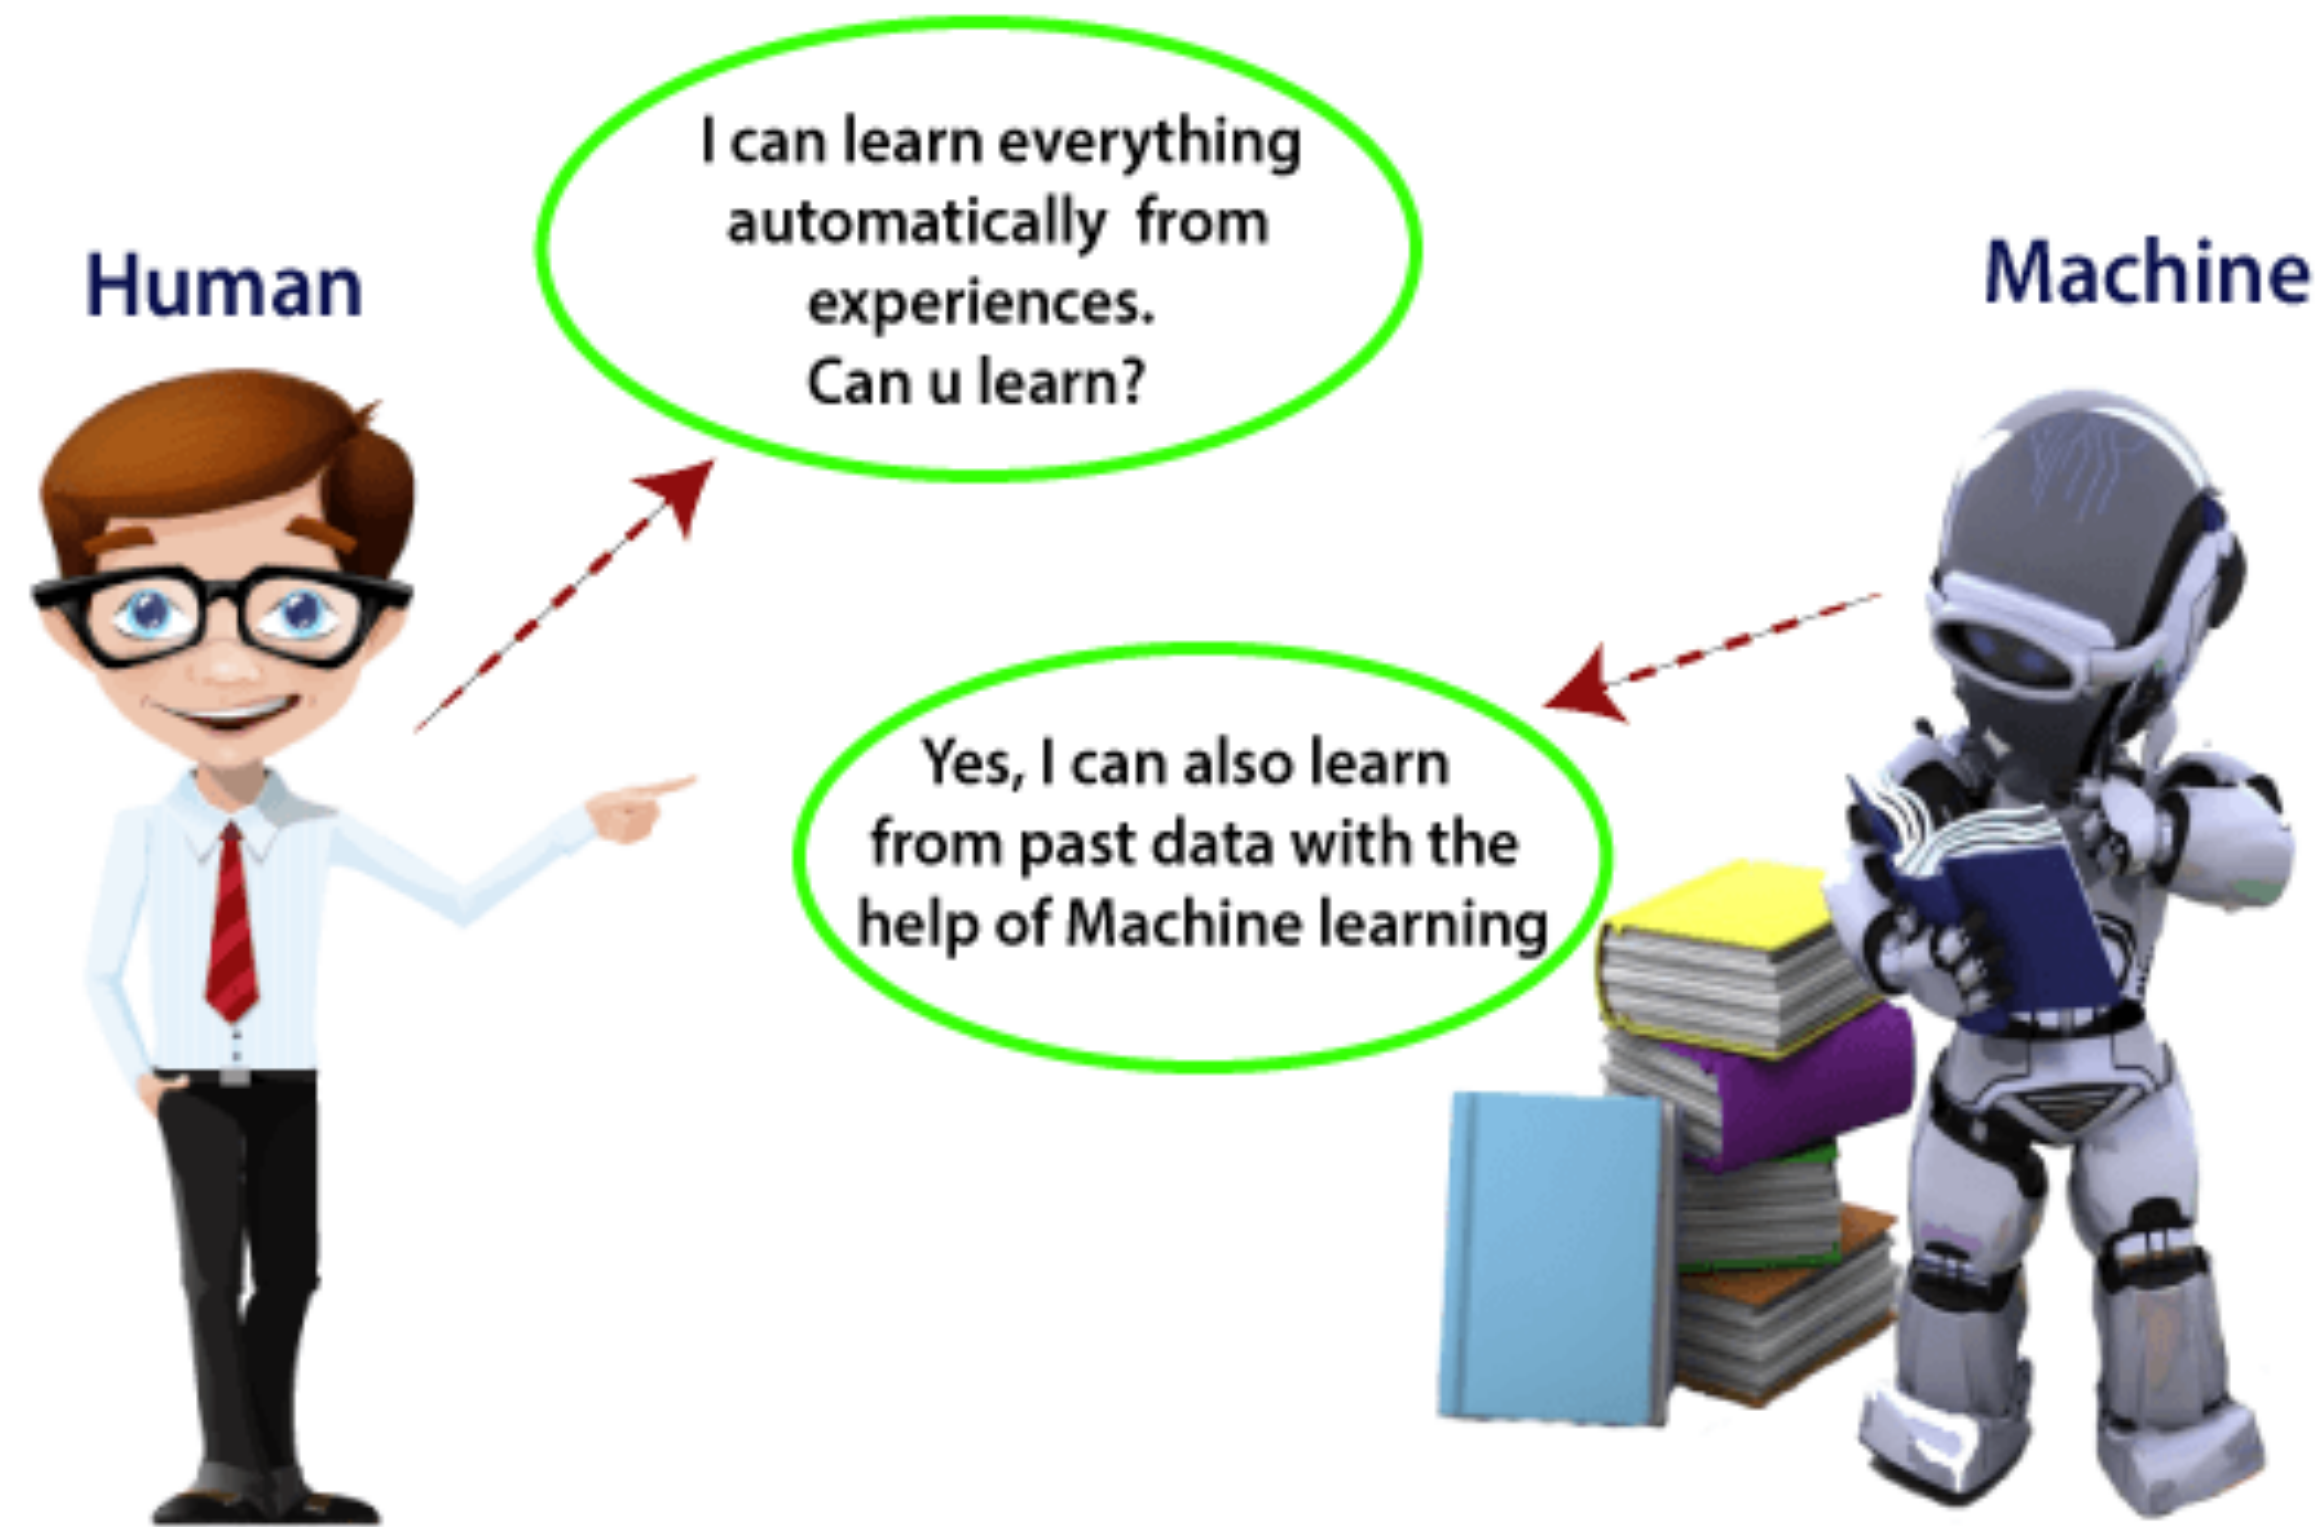 Human
I can learn everything
automatically from
experiences.
Can u learn?
Machine
Yes, I can also learn
from past data with the
help of Machine learning